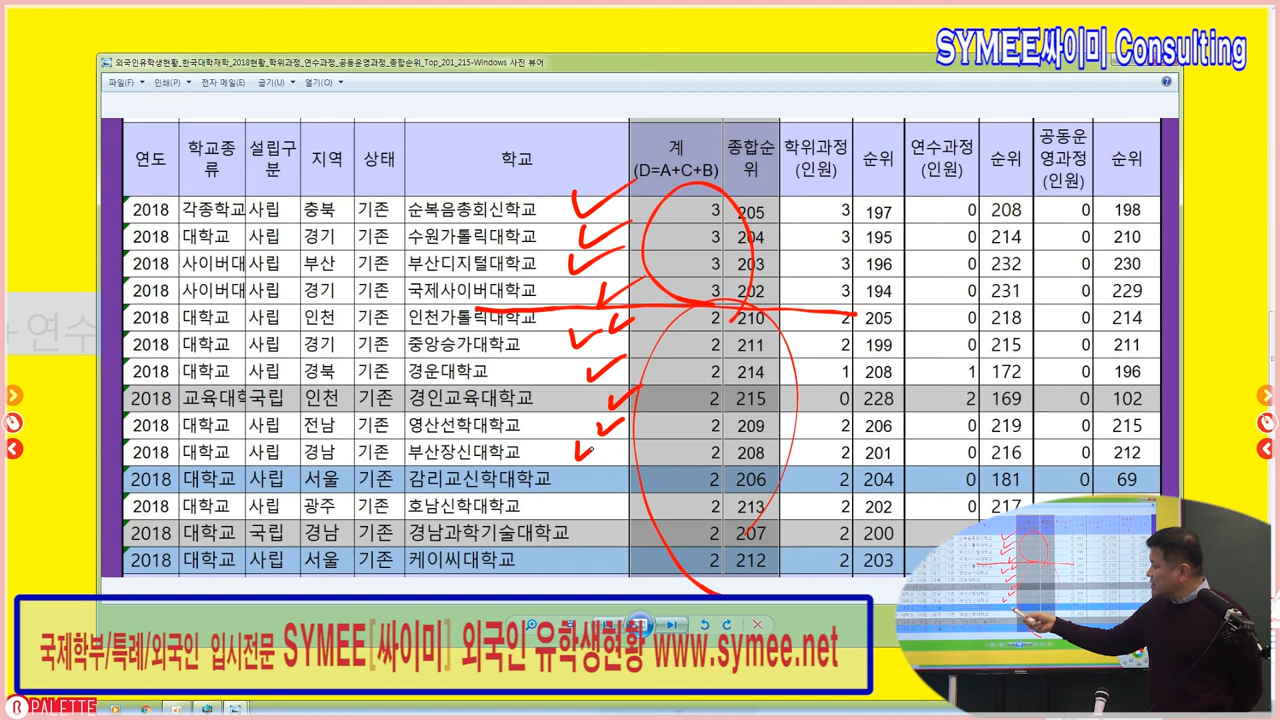 SYMEE싸이미 Consulting
외국인유학생현황_한국대학재학_2018현황_학위과정_연수과정_공동운영과정_종합순위_Top_201_215-Windows 사진 뷰어
파일(F) 인쇄(P) 전자 메일(E) 굽기(U) 열기(O)
연도 학교종류 설립구분 지역 상태 학교 계 (D=A+C+B) 종합순위 학위과정(인원) 순위 연수과정(인원) 순위 공동운영과정(인원) 순위
2018 각종학교 사립 충북 기존 순복음총회신학교 3 205 3 197 0 208 0 198
2018 대학교 사립 경기 기존 수원가톨릭대학교 3 204 3 195 0 214 0 210
2018 사이버대 사립 부산 기존 부산디지털대학교 3 203 3 196 0 232 0 230
2018 사이버대 사립 경기 기존 국제사이버대학교 3 202 3 194 0 231 0 229
2018 대학교 사립 인천 기존 인천가톨릭대학교 2 210 2 205 0 218 0 214
2018 대학교 사립 경기 기존 중앙승가대학교 2 211 2 199 0 215 0 211
2018 대학교 사립 경북 기존 경운대학교 2 214 1 208 1 172 0 196
2018 교육대학 국립 인천 기존 경인교육대학교 2 215 0 228 2 169 0 102
2018 대학교 사립 전남 기존 영산선학대학교 2 209 2 206 0 219 0 215
2018 대학교 사립 경남 기존 부산장신대학교 2 208 2 201 0 216 0 212
2018 대학교 사립 서울 기존 감리교신학대학교 2 206 2 204 0 181 0 69
2018 대학교 사립 광주 기존 호남신학대학교 2 213 2 202 0 217
2018 대학교 국립 경남 기존 경남과학기술대학교 2 207 2 200
2018 대학교 사립 서울 기존 케이씨대학교 2 212 2 203
연수
국제학부/특례/외국인 입시전문 SYMEE[싸이미] 외국인 유학생현황 www.symee.net
PALETTE